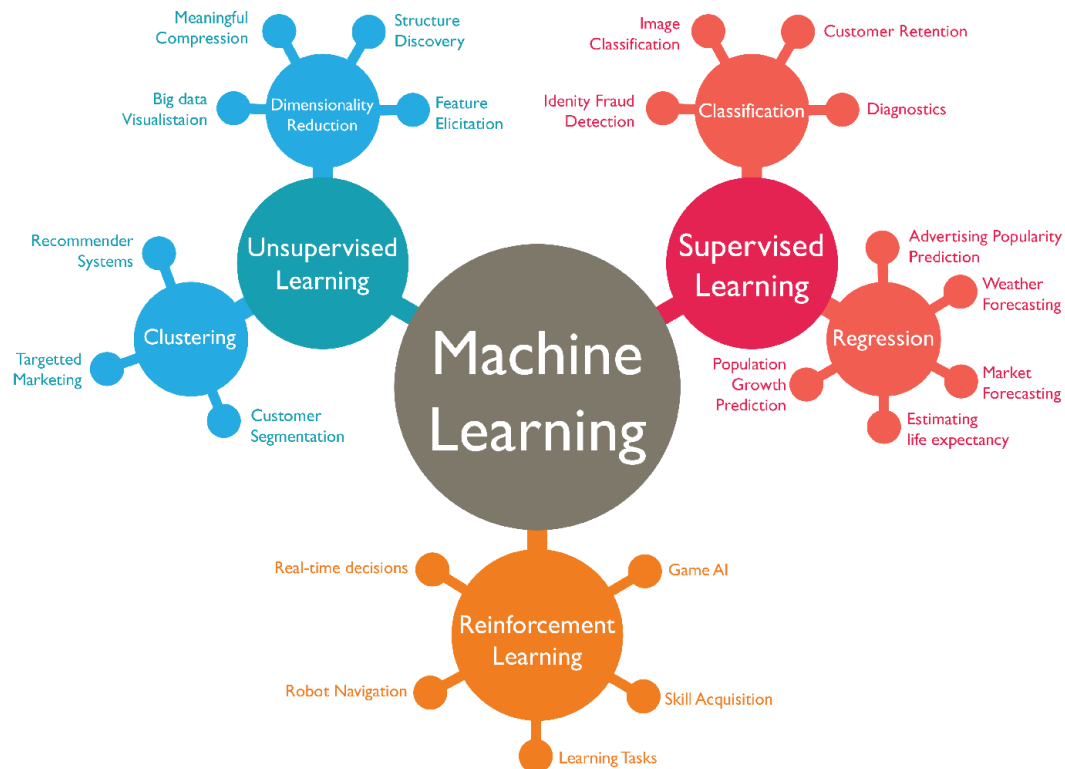 Meaningful
Compression
Structure
Discovery
Big data
Visualistaion
Dimensionality
Reduction
Feature
Elicitation
Image
Classification
Customer Retention
Idenity Fraud
Detection
Classification
Diagnostics
Unsupervised
Learning
Recommender
Systems
Clustering
Targetted
Marketing
Customer
Segmentation
Supervised
Learning
Advertising Popularity
Prediction
Weather
Forecasting
Regression
Population
Growth
Prediction
Market
Forecasting
Estimating
life expectancy
Machine
Learning
Real-time decisions
Game AI
Reinforcement
Learning
Robot Navigation
Skill Acquisition
Learning Tasks